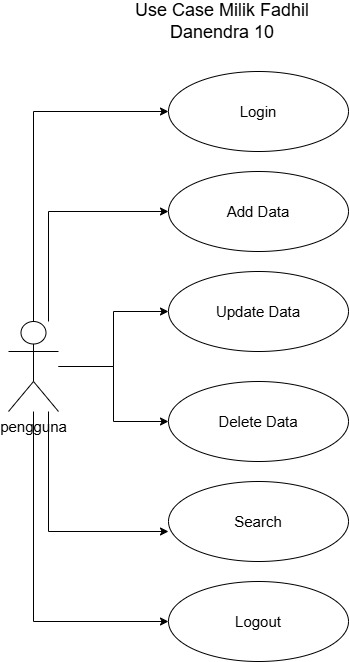 Use Case Milik Fadhil
Danendra 10
Login
Add Data
Update Data
pengguna
Delete Data
Search
Logout